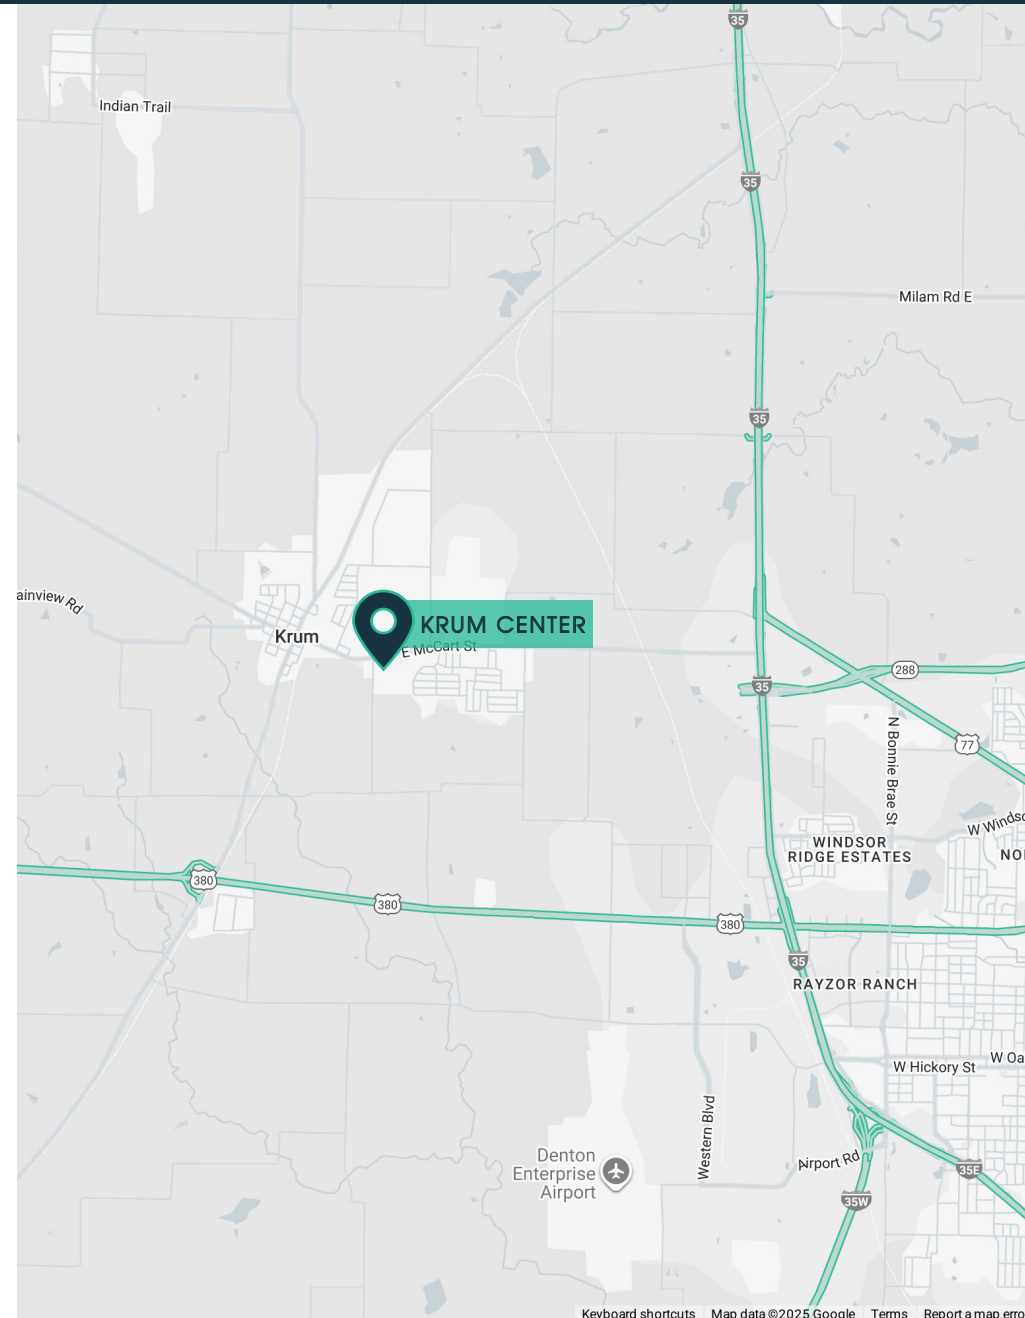 35
Indian Trail
35
Milam Rd E
35
ainview Rd
KRUM CENTER
Krum
E McCart St
288
35
77
N Bonnie Brae St
W Windso
WINDSOR
RIDGE ESTATES
NO
380
380
380
35
RAYZOR RANCH
W Oa
W Hickory St
Western Blvd
Denton
Enterprise
Airport
Airport Rd
35E
35W
Keyboard shortcuts Map data ©2025 Google Terms Report a map erro